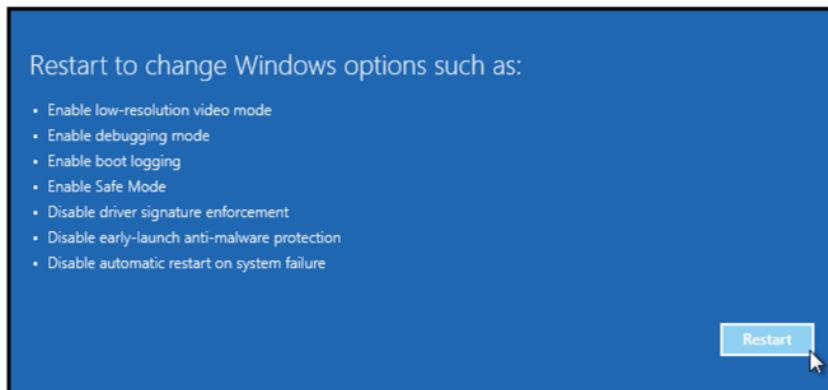 Restart to change Windows options such as:
• Enable low-resolution video mode
• Enable debugging mode
• Enable boot logging
• Enable Safe Mode
• Disable driver signature enforcement
• Disable early-launch anti-malware protection
• Disable automatic restart on system failure
Restart